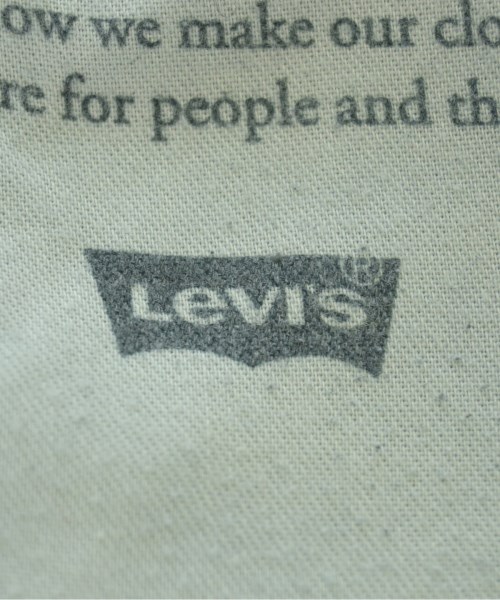 ow we make our clo
re for people and th
Levi's®